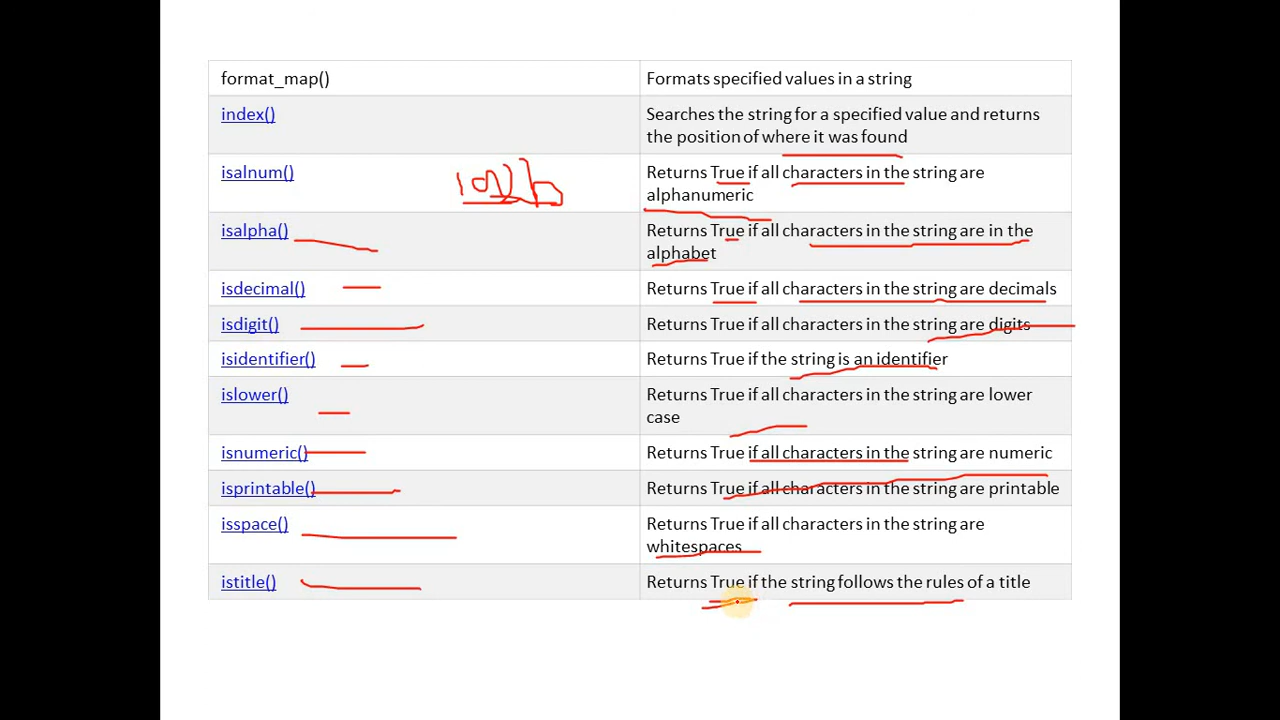 format_map()
Formats specified values in a string
index()
Searches the string for a specified value and returns
the position of where it was found
isalnum()
Returns True if all characters in the string are
alphanumeric
isalpha()
Returns True if all characters in the string are in the
alphabet
isdecimal()
Returns True if all characters in the string are decimals
isdigit()
Returns True if all characters in the string are digits
isidentifier()
Returns True if the string is an identifier
islower()
Returns True if all characters in the string are lower
case
isnumeric()
Returns True if all characters in the string are numeric
isprintable()
Returns True if all characters in the string are printable
isspace()
Returns True if all characters in the string are
whitespaces
istitle()
Returns True if the string follows the rules of a title